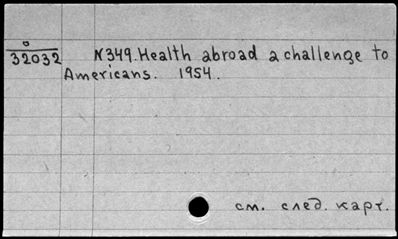 О
32032
N349. Health abroad a challenge to
Americans. 1954.
см. след. карт.